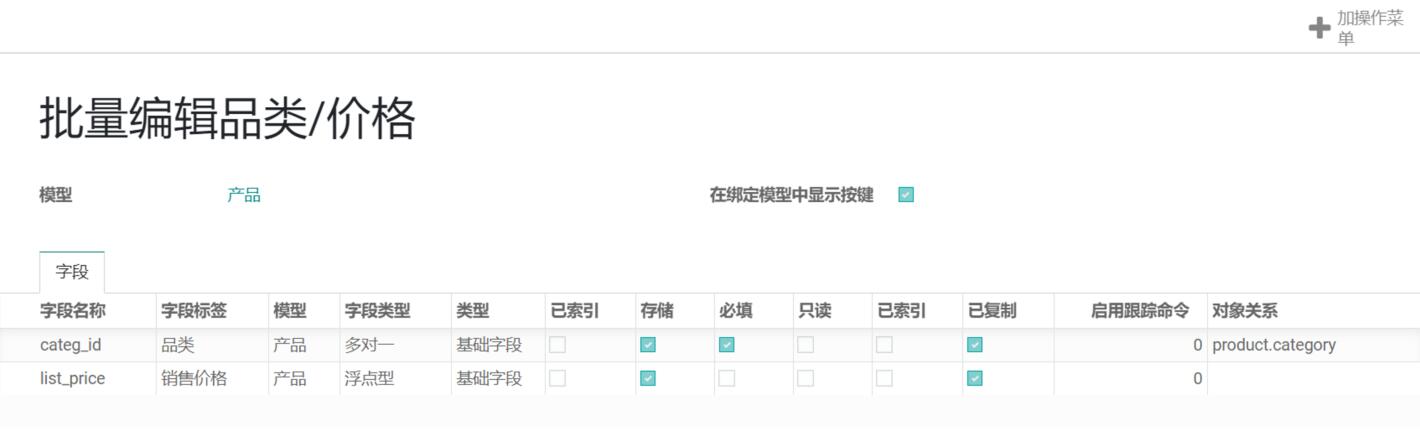 加操作菜
单
批量编辑品类/价格
模型 产品 在绑定模型中显示按键
字段
字段名称 字段标签 模型 字段类型 类型 已索引 存储 必填 只读 已索引 已复制 启用跟踪命令 对象关系
categ_id 品类 产品 多对一 基础字段 0 product.category
list_price 销售价格 产品 浮点型 基础字段 0